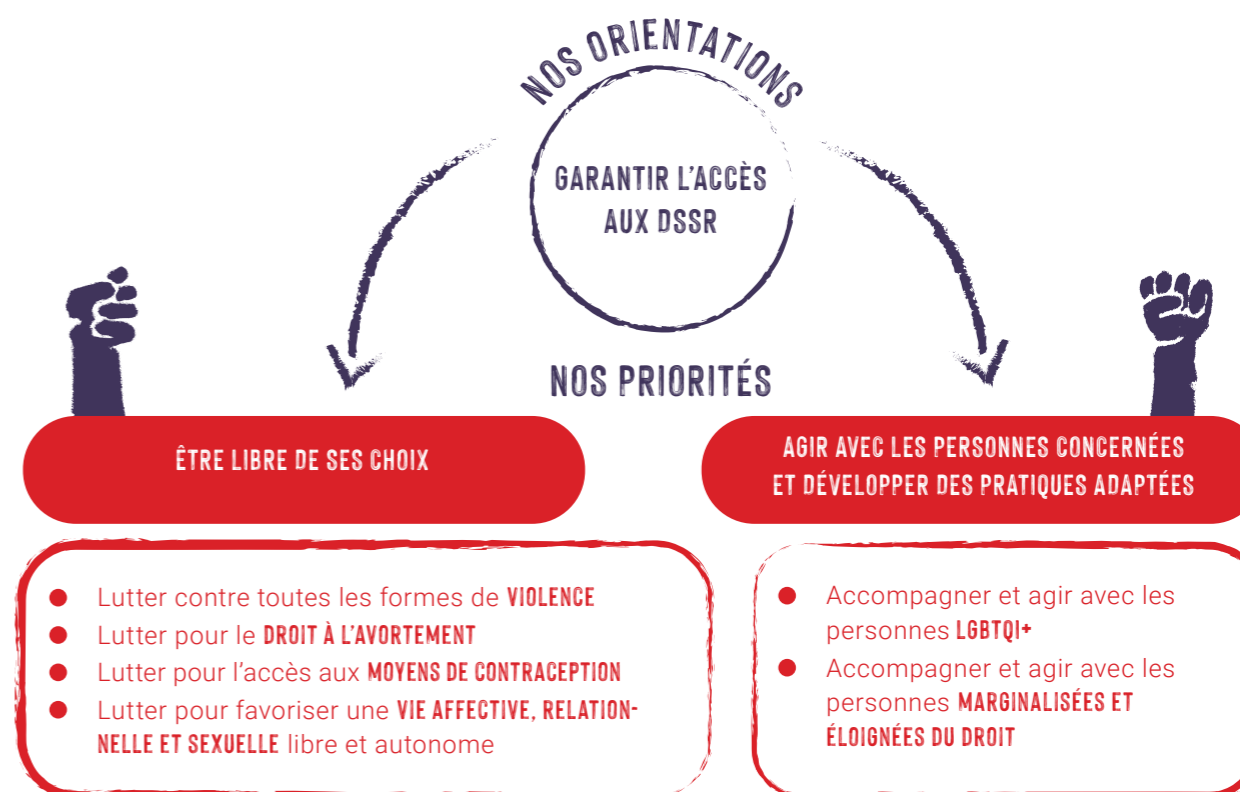 NOS ORIENTATIONS
GARANTIR L'ACCÈS
AUX DSSR
NOS PRIORITÉS
ÊTRE LIBRE DE SES CHOIX
Lutter contre toutes les formes de VIOLENCE
Lutter pour le DROIT À L'AVORTEMENT
Lutter pour l'accès aux MOYENS DE CONTRACEPTION
Lutter pour favoriser une VIE AFFECTIVE, RELATION-
NELLE ET SEXUELLE libre et autonome
AGIR AVEC LES PERSONNES CONCERNÉES
ET DÉVELOPPER DES PRATIQUES ADAPTÉES
Accompagner et agir avec les
personnes LGBTQI+
Accompagner et agir avec les
personnes MARGINALISÉES ET
ÉLOIGNÉES DU DROIT